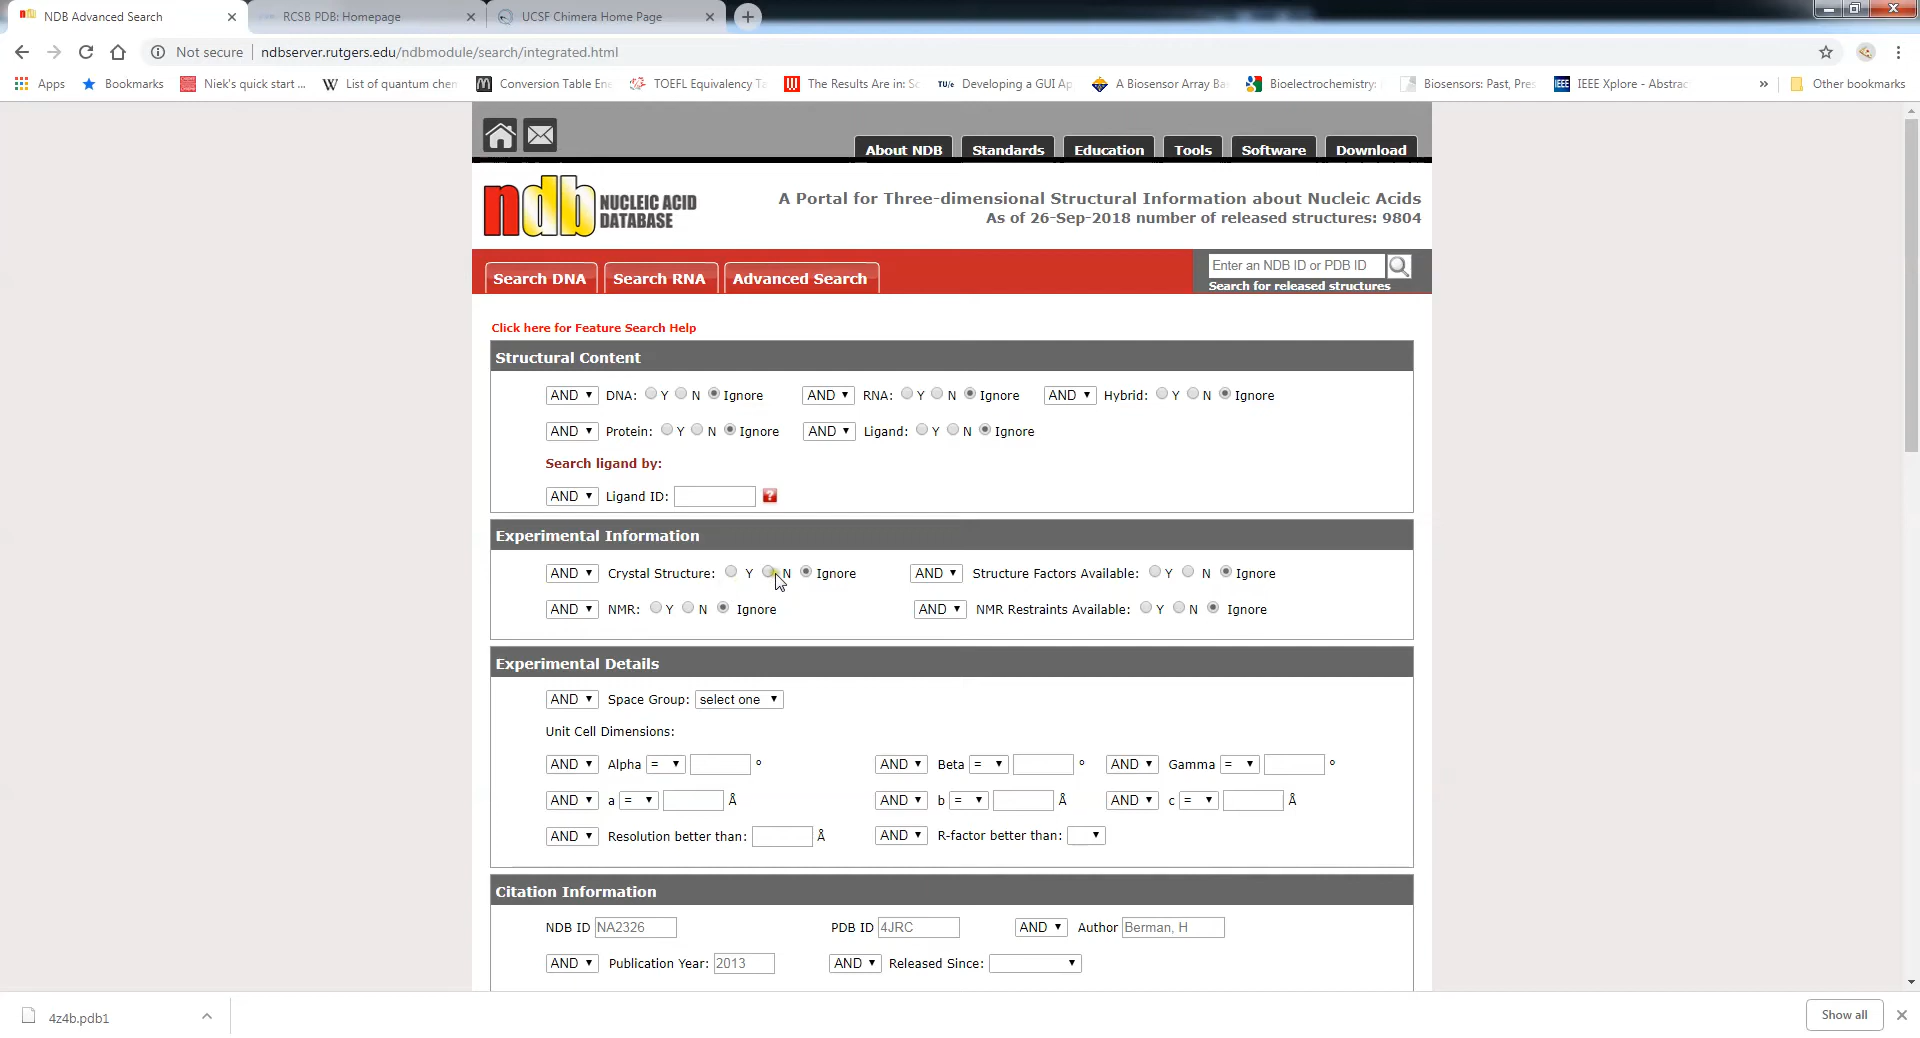 NDB Advanced Search
RCSB PDB: Homepage
UCSF Chimera Home Page
Not secure | ndbserver.rutgers.edu/ndbmodule/search/integrated.html
Apps Bookmarks Niek's quick start ... List of quantum chem Conversion Table Ene TOEFL Equivalency Ta The Results Are in: Sc TU/e Developing a GUI Ap A Biosensor Array Ba Bioelectrochemistry: Biosensors: Past, Pres IEEE IEEE Xplore - Abstrac » Other bookmarks
About NDB Standards Education Tools Software Download
ndb NUCLEIC ACID DATABASE
A Portal for Three-dimensional Structural Information about Nucleic Acids
As of 26-Sep-2018 number of released structures: 9804
Search DNA Search RNA Advanced Search
Enter an NDB ID or PDB ID
Search for released structures
Click here for Feature Search Help
Structural Content
AND DNA: Y N Ignore AND RNA: Y N Ignore AND Hybrid: Y N Ignore
AND Protein: Y N Ignore AND Ligand: Y N Ignore
Search ligand by:
AND Ligand ID: ?
Experimental Information
AND Crystal Structure: Y N Ignore AND Structure Factors Available: Y N Ignore
AND NMR: Y N Ignore AND NMR Restraints Available: Y N Ignore
Experimental Details
AND Space Group: select one
Unit Cell Dimensions:
AND Alpha = º AND Beta = º AND Gamma = º
AND a = Å AND b = Å AND c = Å
AND Resolution better than: Å AND R-factor better than:
Citation Information
NDB ID NA2326 PDB ID 4JRC AND Author Berman, H
AND Publication Year: 2013 AND Released Since:
4z4b.pdb1
Show all